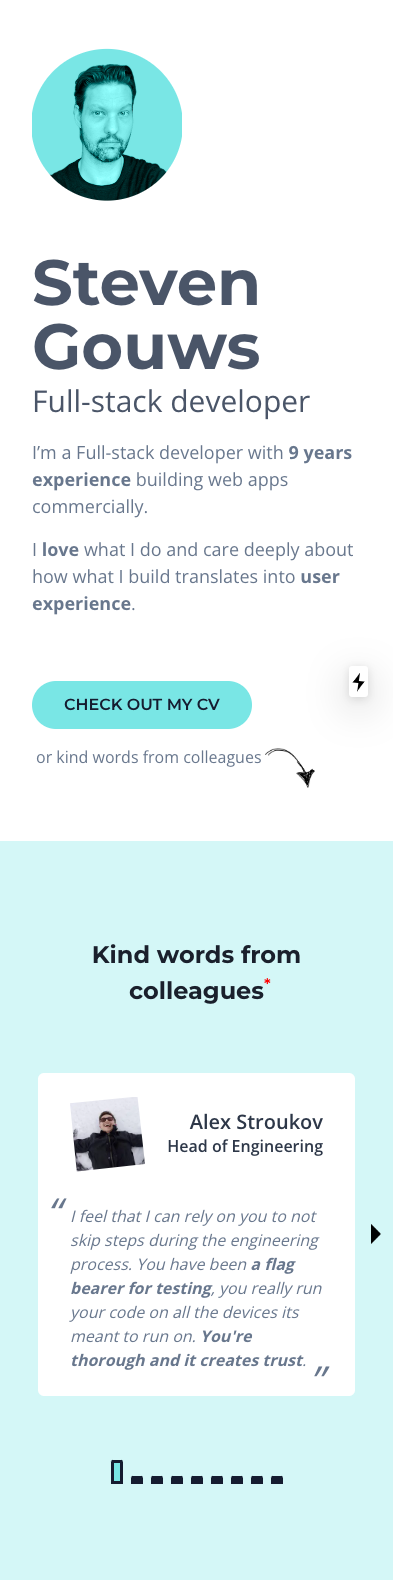 Steven
Gouws
Full-stack developer
I’m a Full-stack developer with 9 years
experience building web apps
commercially.
I love what I do and care deeply about
how what I build translates into user
experience.
CHECK OUT MY CV
or kind words from colleagues
Kind words from
colleagues*
Alex Stroukov
Head of Engineering
“ I feel that I can rely on you to not
skip steps during the engineering
process. You have been a flag
bearer for testing, you really run
your code on all the devices its
meant to run on. You're
thorough and it creates trust. ”